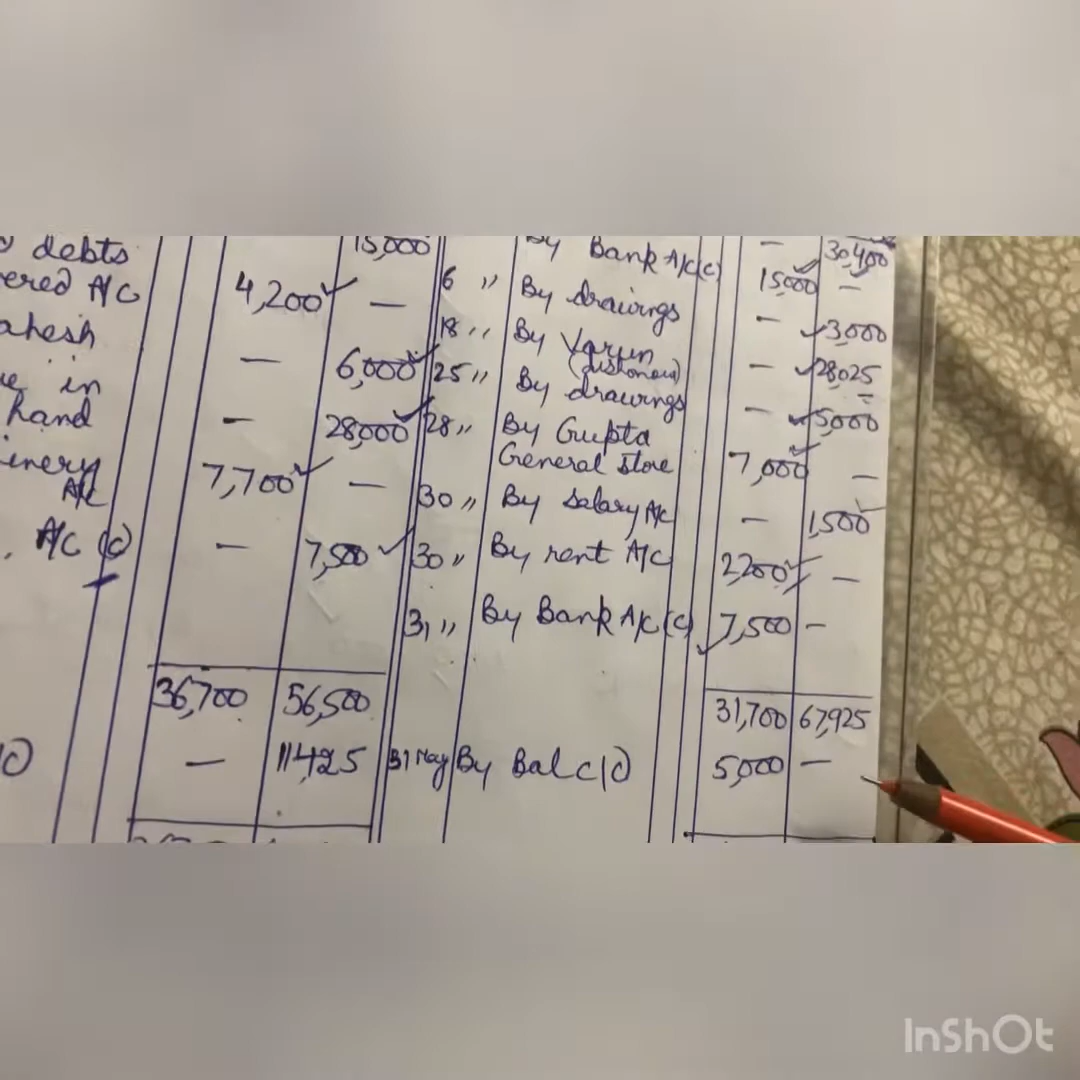 debts 15,000 By Bank A/C(C) — 30,400
ered A/C 4,200 — 6 " By drawings 15,000 —
ahesh 18 " By Varun — 3,000
— 6,000 (dishonour)
e in 25 " By drawings — 28,025
hand — 28,000 28 " By Gupta — 5,000
inery 7,700 — General Store 7,000 —
A/C 30 " By Salary A/c — 1,500
A/C (C) — 7,500 30 " By rent A/C 2,200 —
31 " By Bank A/C (C) 7,500 —
36,700 56,500 31,700 67,925
— 11,425 31 May By Bal c/d 5,000 —
InShOt